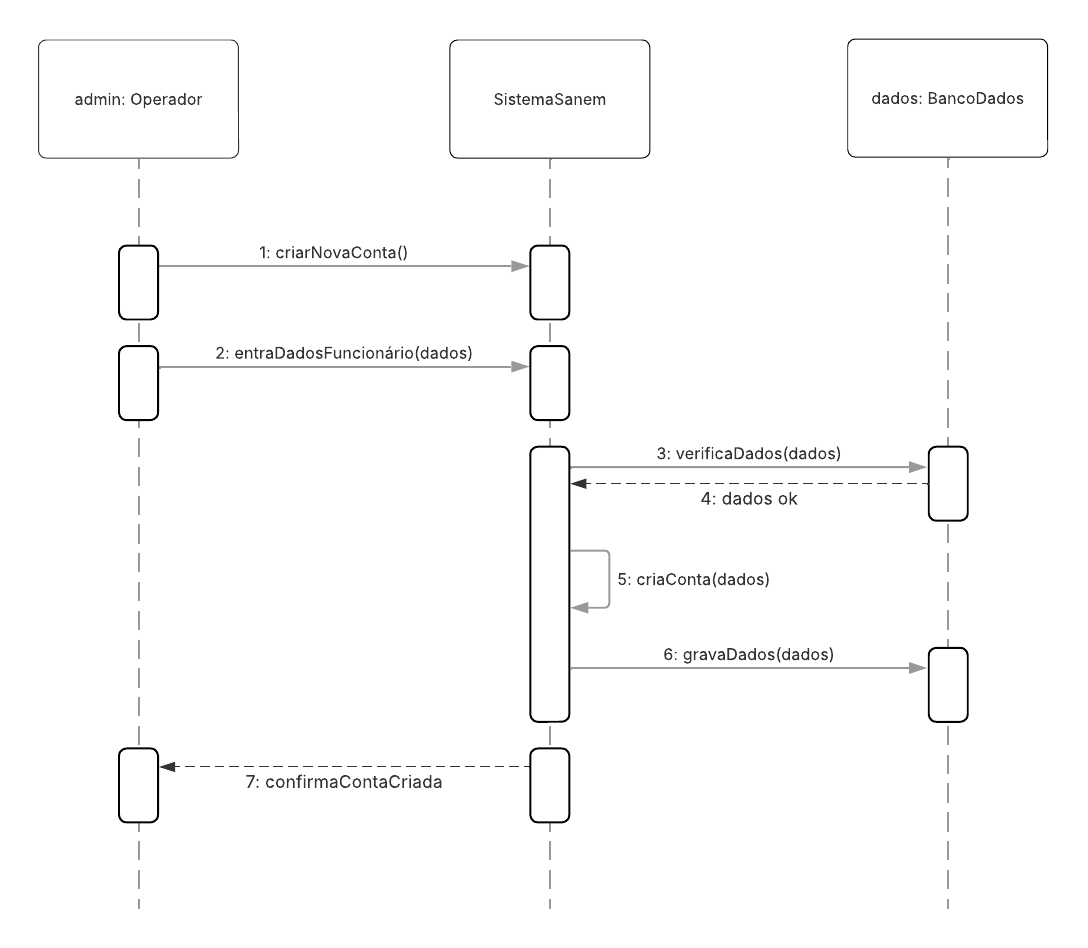 admin: Operador
SistemaSanem
dados: BancoDados
1: criarNovaConta()
2: entraDadosFuncionário(dados)
3: verificaDados(dados)
4: dados ok
5: criaConta(dados)
6: gravaDados(dados)
7: confirmaContaCriada